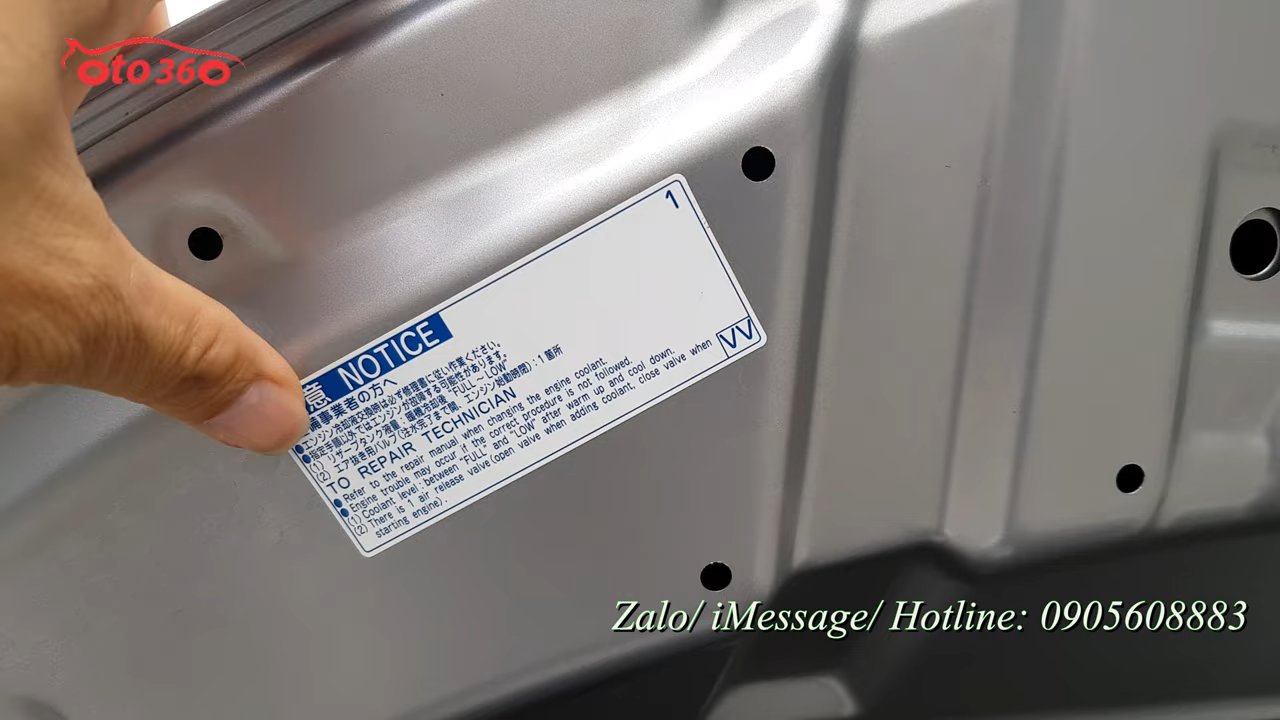 oto360
1
意 NOTICE
備事業者の方へ
●エンジン冷却液交換時は必ず修理書に従い作業ください。
●指定手順以外ではエンジンが故障する可能性があります。
(1) リザーブタンク液量:暖機冷却後 "FULL-LOW"
(2) エア抜き用バルブ(注水完了まで開、エンジン始動時閉):1箇所
TO REPAIR TECHNICIAN
● Refer to the repair manual when changing the engine coolant.
● Engine trouble may occur if the correct procedure is not followed.
(1) Coolant level: between "FULL" and "LOW" after warm up and cool down.
(2) There is 1 air release valve (open valve when adding coolant, close valve when
starting engine).
VV
Zalo/ iMessage/ Hotline: 0905608883